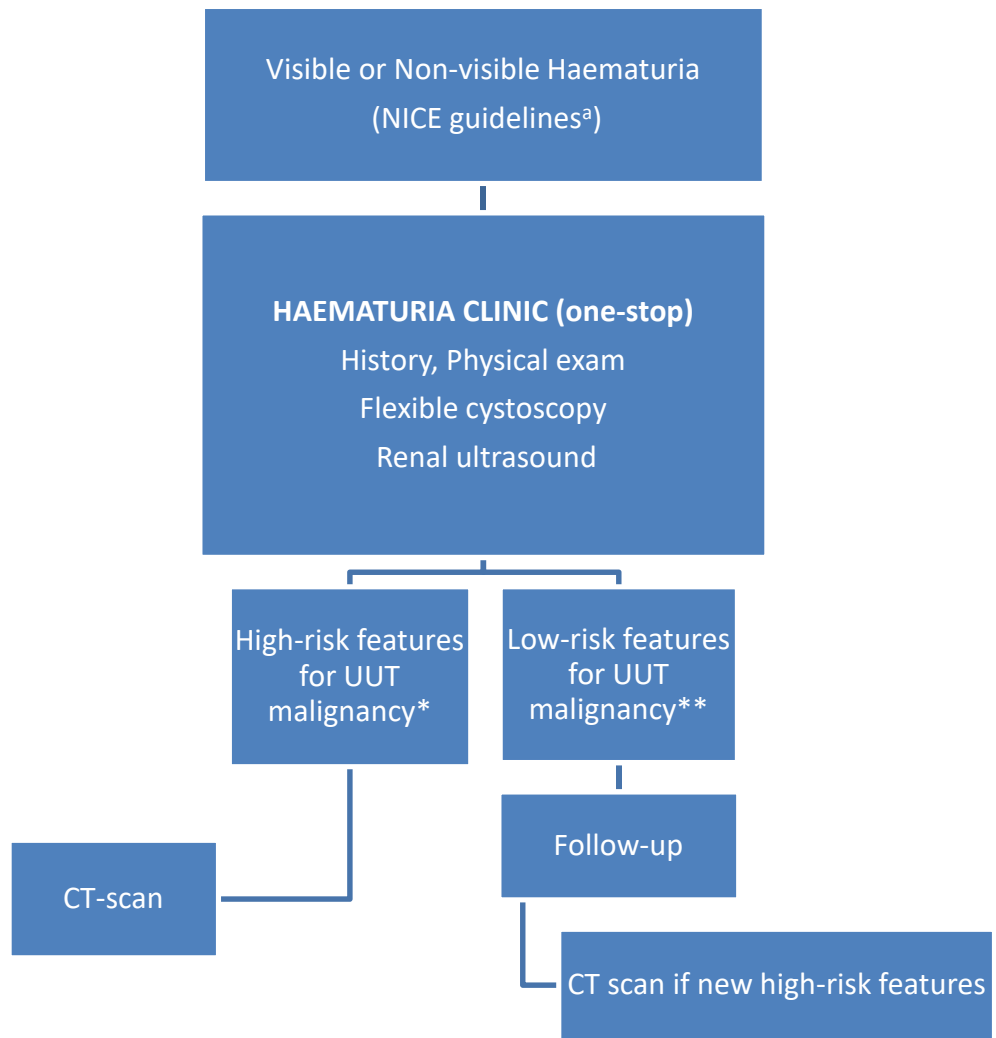 Visible or Non-visible Haematuria
(NICE guidelinesᵃ)
HAEMATURIA CLINIC (one-stop)
History, Physical exam
Flexible cystoscopy
Renal ultrasound
High-risk features
for UUT
malignancy*
Low-risk features
for UUT
malignancy**
Follow-up
CT-scan
CT scan if new high-risk features